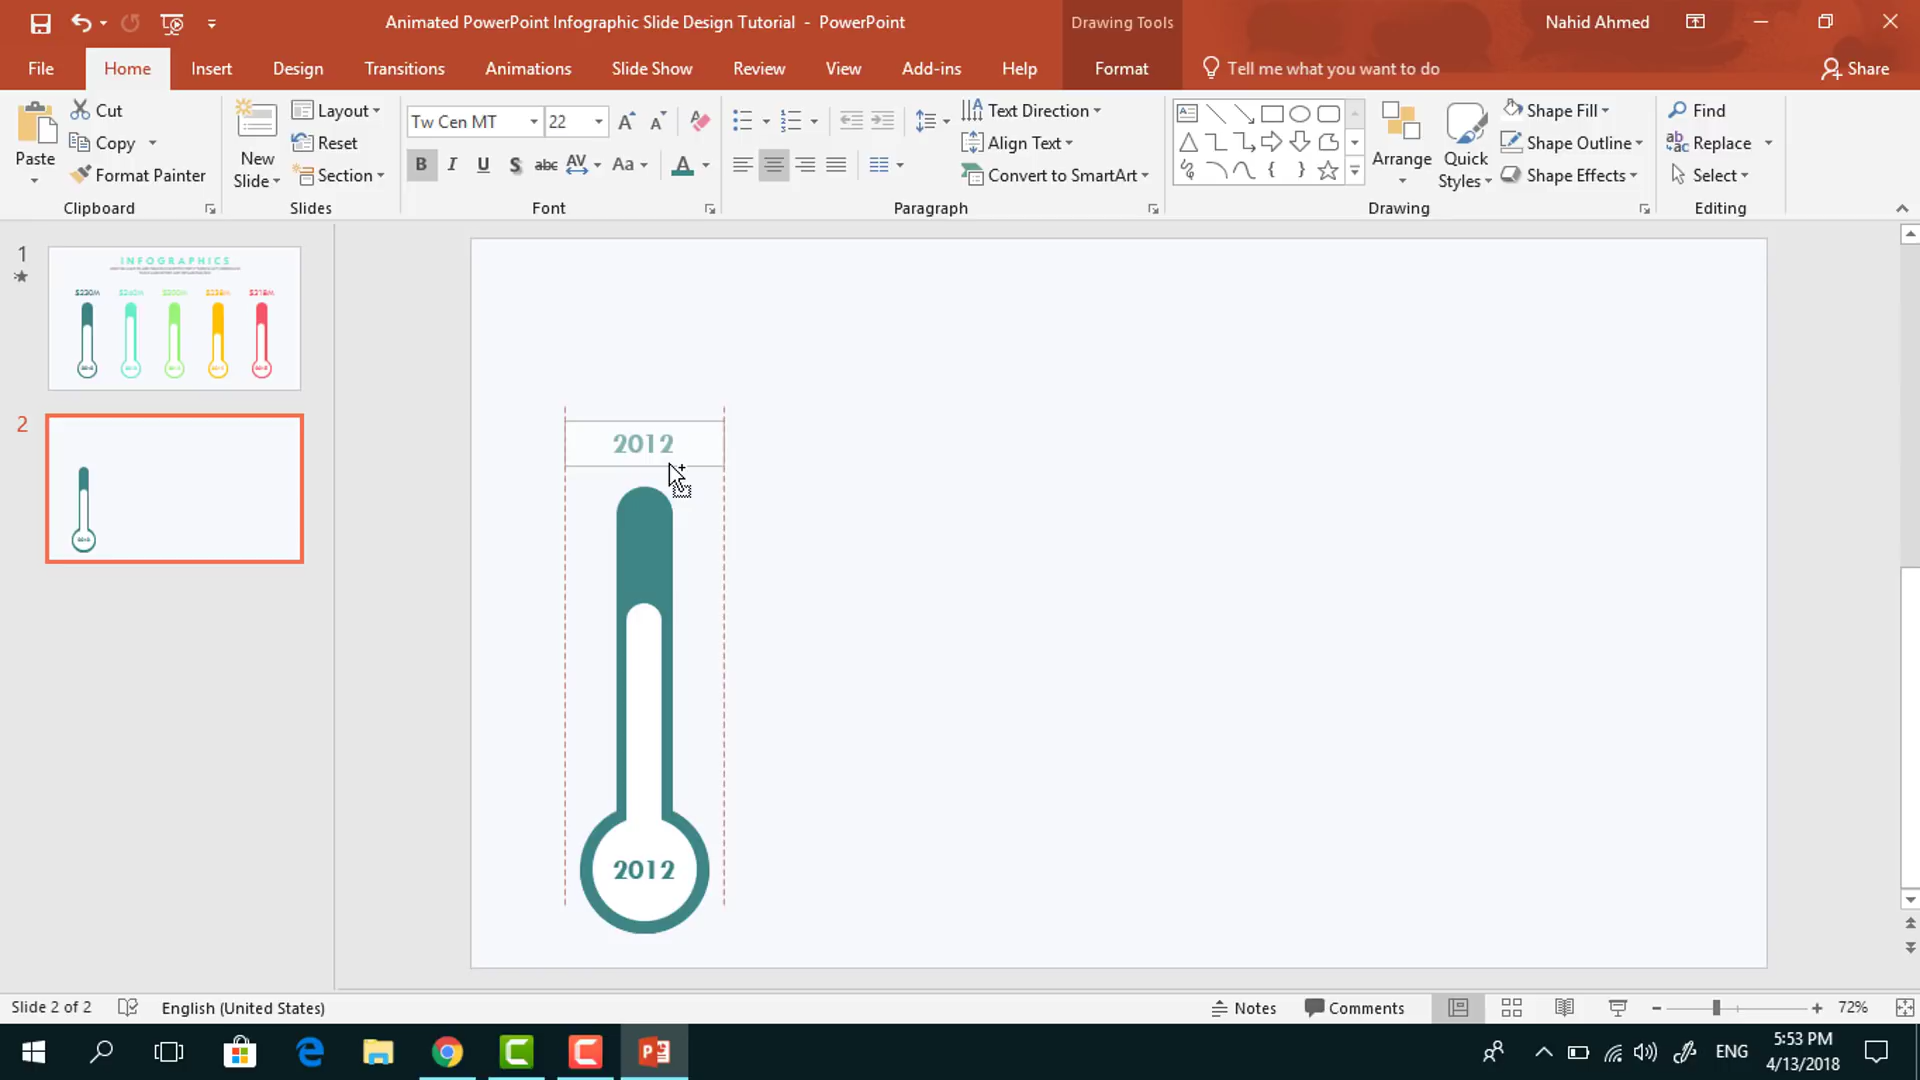 Animated PowerPoint Infographic Slide Design Tutorial - PowerPoint
Drawing Tools
Nahid Ahmed
File Home Insert Design Transitions Animations Slide Show Review View Add-ins Help Format Tell me what you want to do Share
Paste
Cut
Copy
Format Painter
Clipboard
New Slide
Layout
Reset
Section
Slides
Tw Cen MT 22
B I U S abc AV Aa A
Font
Text Direction
Align Text
Convert to SmartArt
Paragraph
Arrange
Quick Styles
Shape Fill
Shape Outline
Shape Effects
Drawing
Find
Replace
Select
Editing
1
INFOGRAPHICS
2
2012
2012
Slide 2 of 2 English (United States) Notes Comments 72%
ENG
5:53 PM
4/13/2018